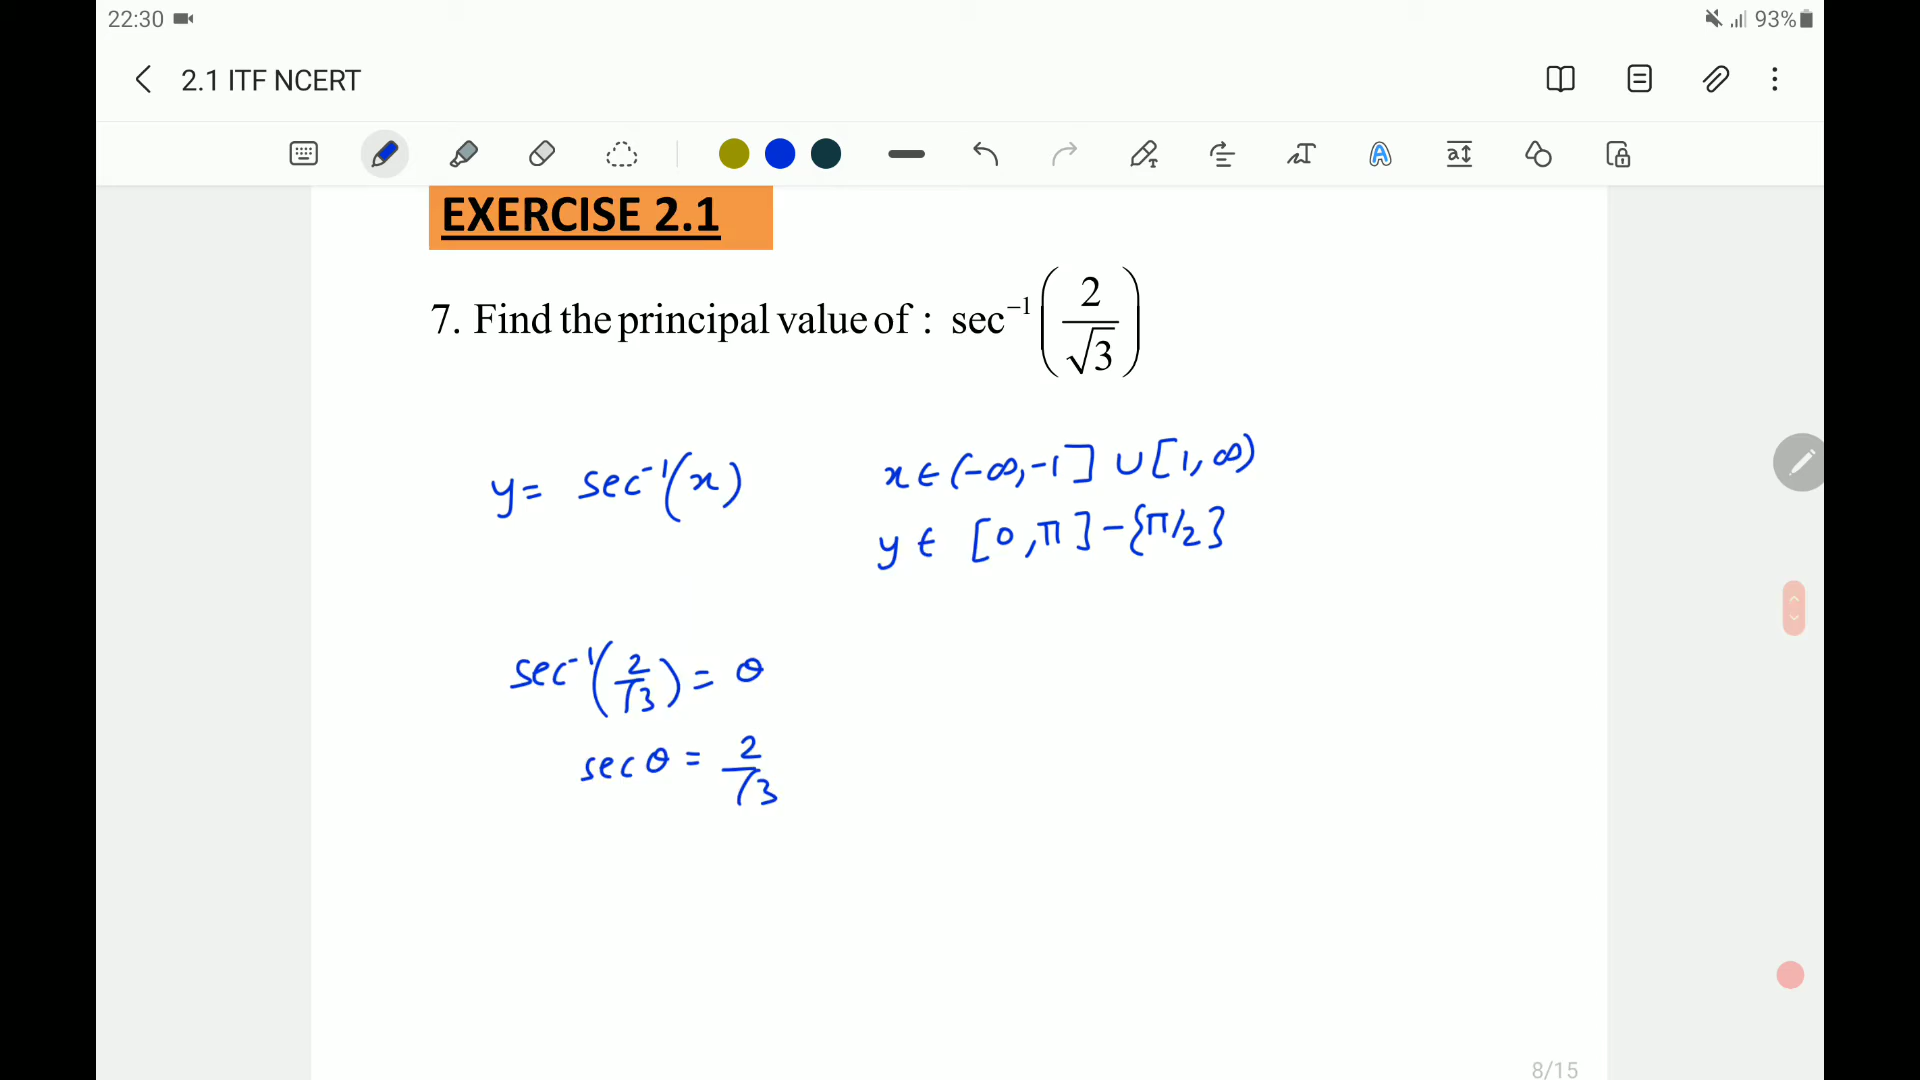 22:30
93%
2.1 ITF NCERT
EXERCISE 2.1
7. Find the principal value of : sec⁻¹(2/√3)
y = sec⁻¹(x) x ∈ (-∞, -1] ∪ [1, ∞)
y ∈ [0, π] - {π/2}
sec⁻¹(2/√3) = θ
sec θ = 2/√3
8/15